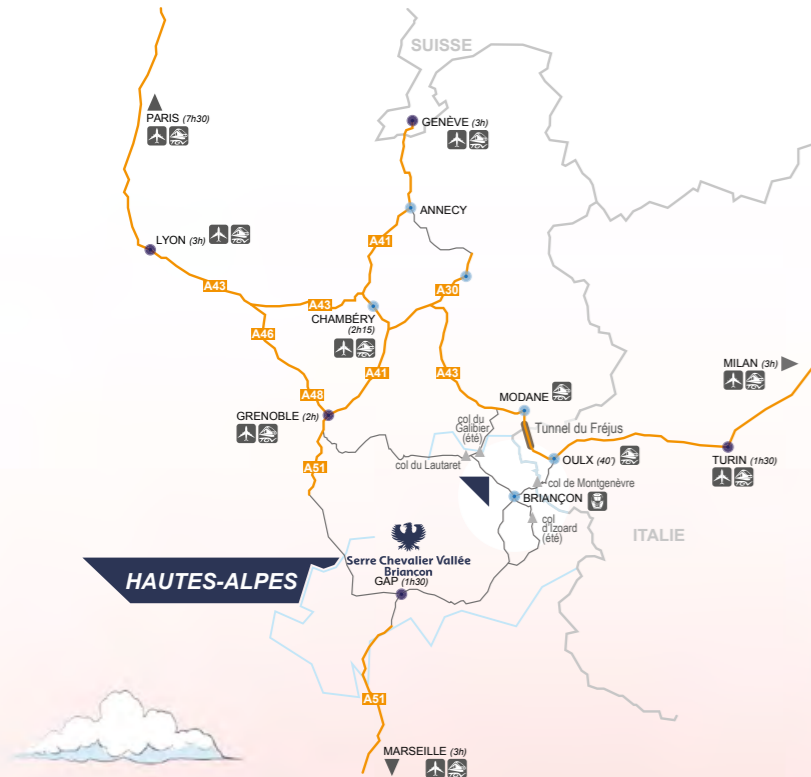 SUISSE
PARIS (7h30)
GENÈVE (3h)
ANNECY
LYON (3h)
A41
A43
A30
A43
CHAMBÉRY
(2h15)
A46
MILAN (3h)
A41
A43
A48
MODANE
GRENOBLE (2h)
col du
Galibier
(été)
Tunnel du Fréjus
A51
col du Lautaret
OULX (40')
TURIN (1h30)
col de Montgenèvre
BRIANÇON
col
d'Izoard
(été)
ITALIE
Serre Chevalier Vallée
Briancon
HAUTES-ALPES
GAP (1h30)
A51
MARSEILLE (3h)